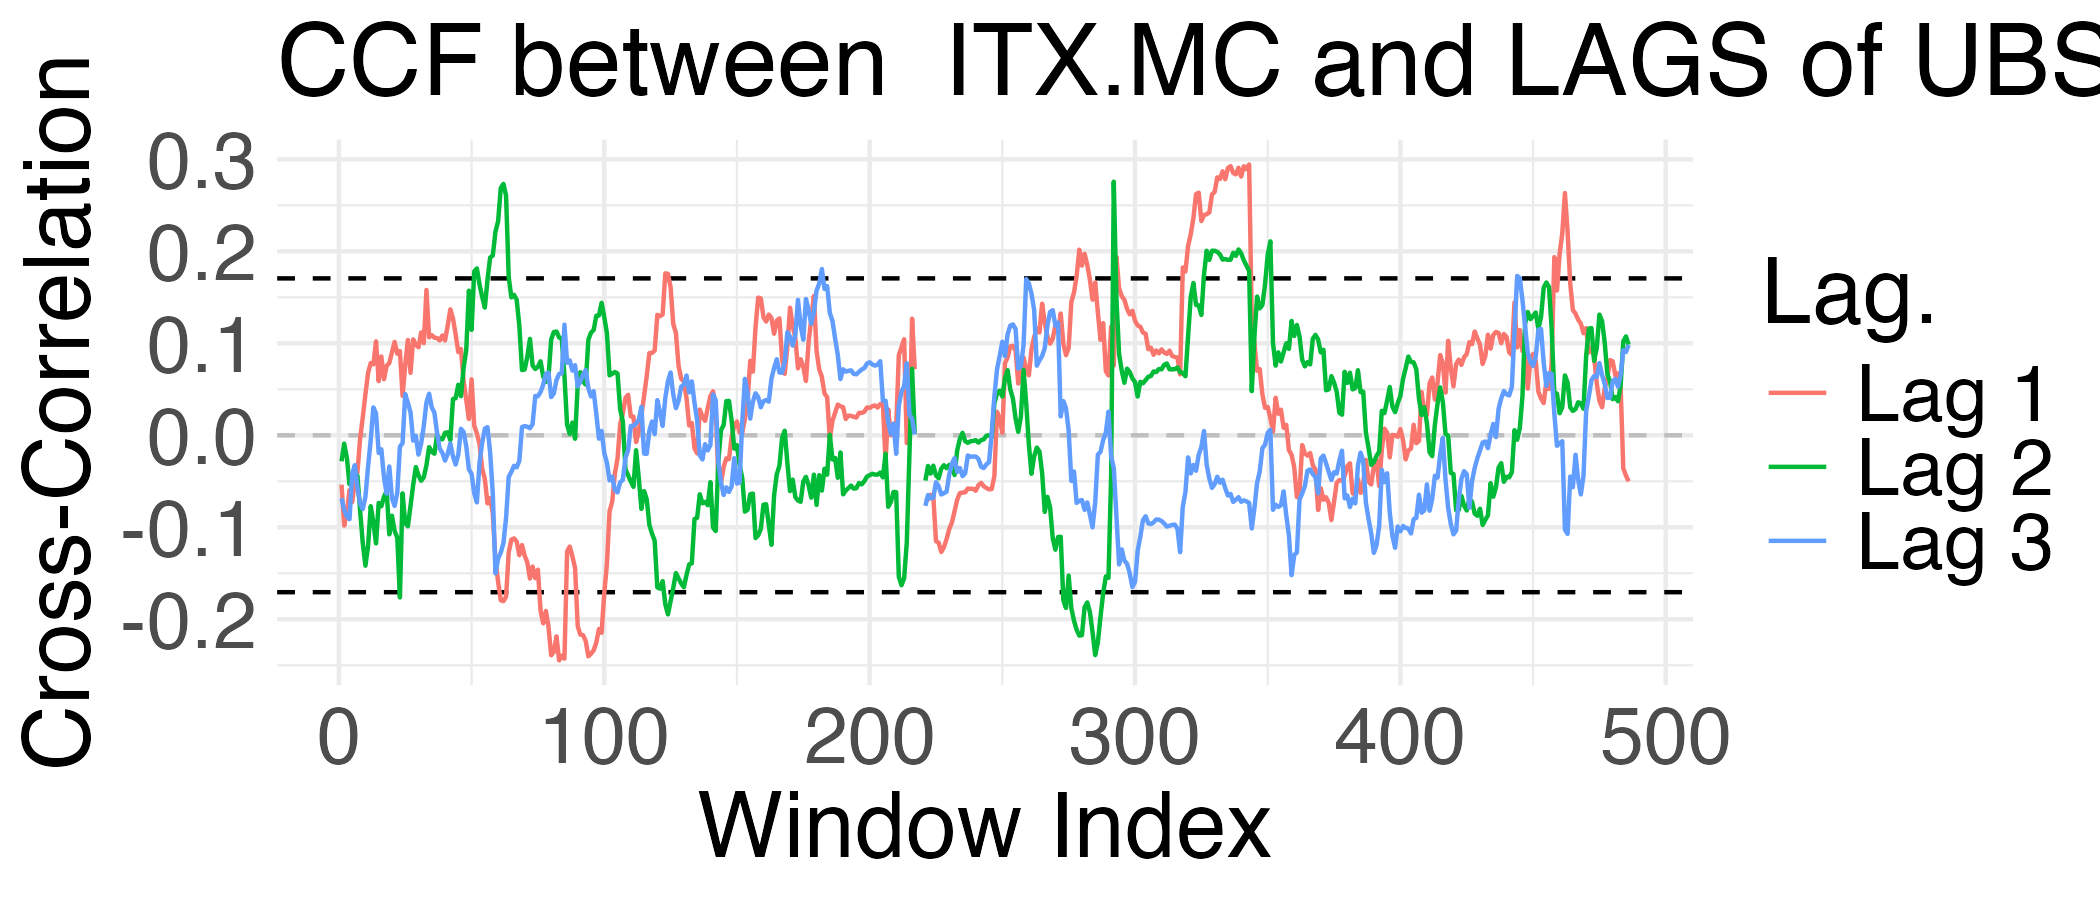 CCF between  ITX.MC and LAGS of UBS
Cross-Correlation
0.3
0.2
0.1
0.0
-0.1
-0.2
0 100 200 300 400 500
Window Index
Lag.
Lag 1
Lag 2
Lag 3